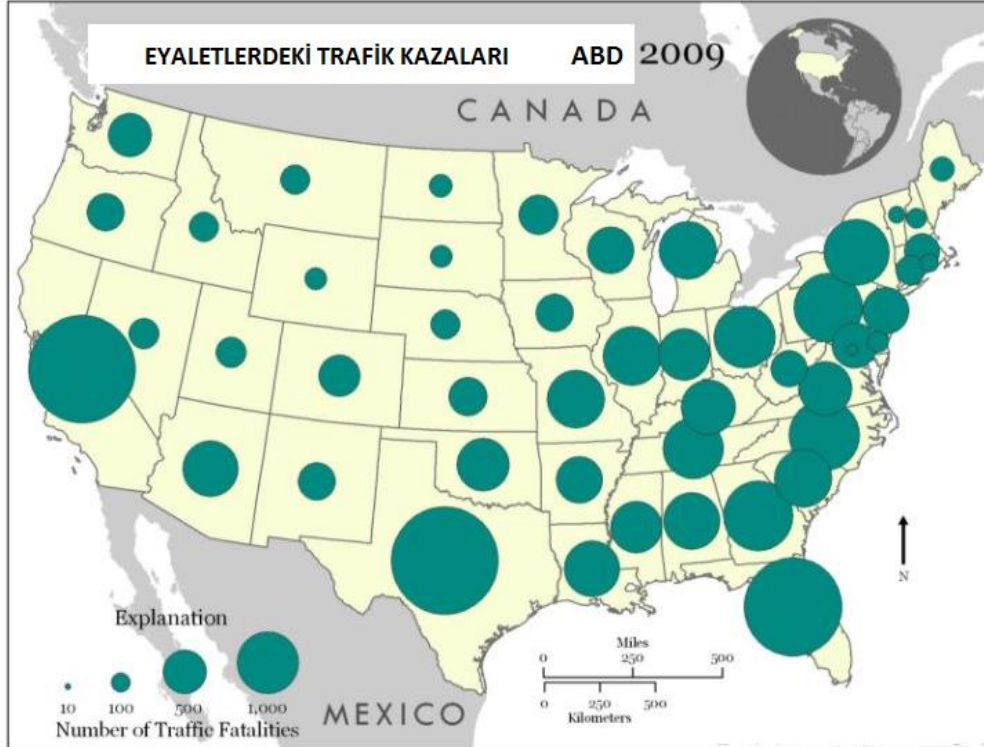 EYALETLERDEKİ TRAFİK KAZALARI ABD 2009
CANADA
N
Explanation
10 100 500 1,000
Number of Traffic Fatalities
MEXICO
Miles
0 250 500
0 250 500
Kilometers